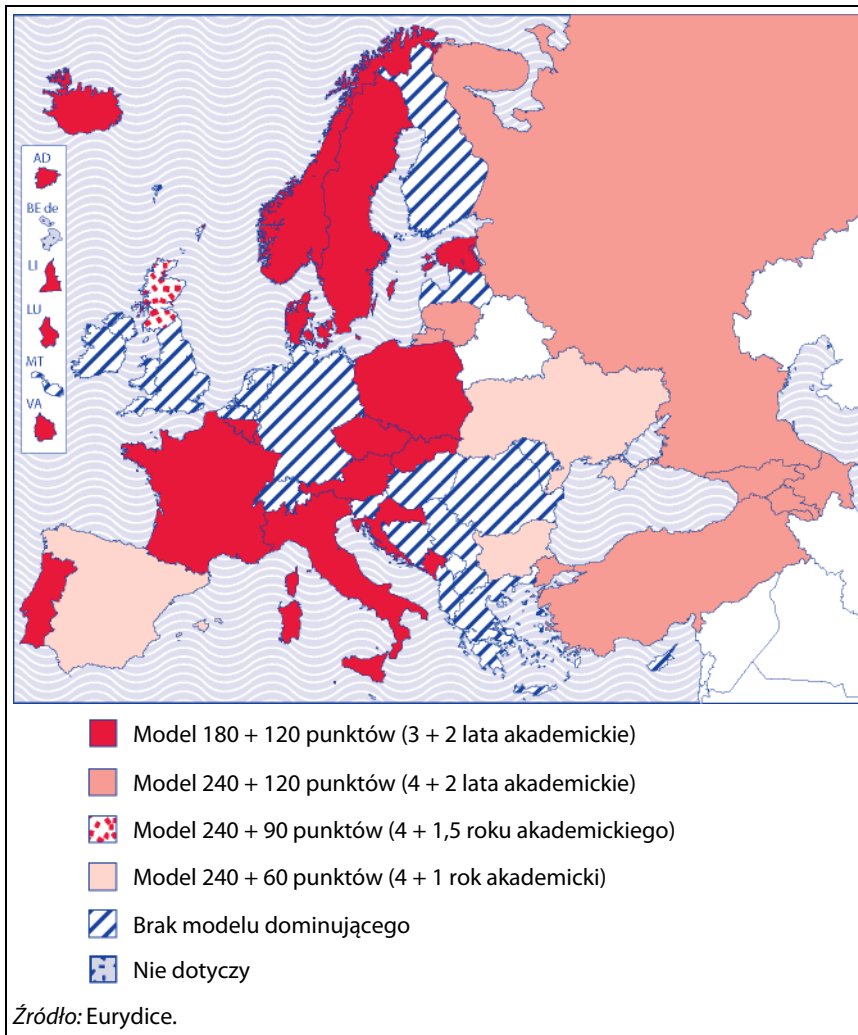 AD
BE de
LI
LU
MT
VA
Model 180 + 120 punktów (3 + 2 lata akademickie)
Model 240 + 120 punktów (4 + 2 lata akademickie)
Model 240 + 90 punktów (4 + 1,5 roku akademickiego)
Model 240 + 60 punktów (4 + 1 rok akademicki)
Brak modelu dominującego
Nie dotyczy
Źródło: Eurydice.